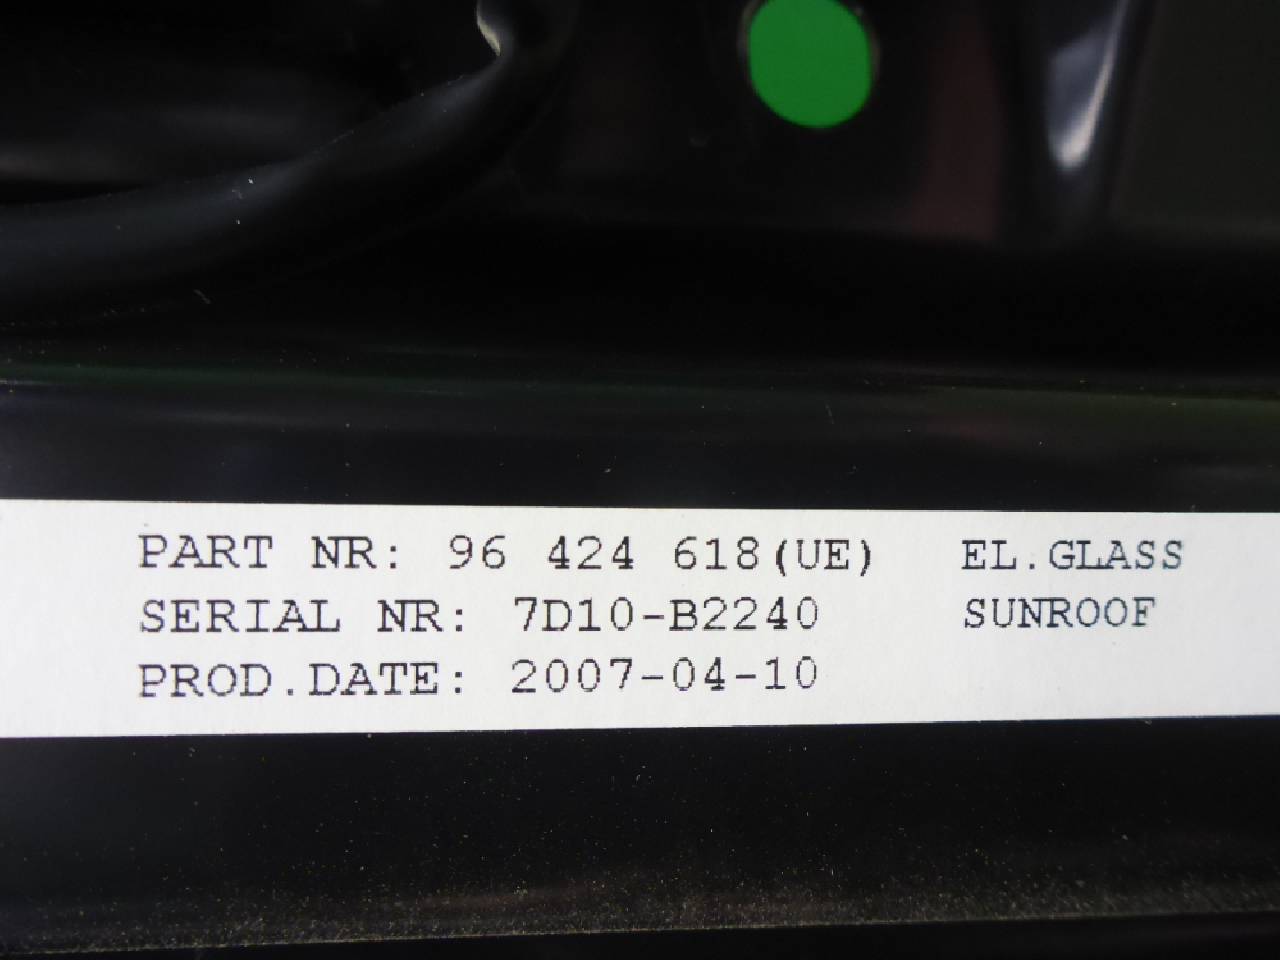 PART NR: 96 424 618(UE) EL.GLASS
SERIAL NR: 7D10-B2240 SUNROOF
PROD.DATE: 2007-04-10